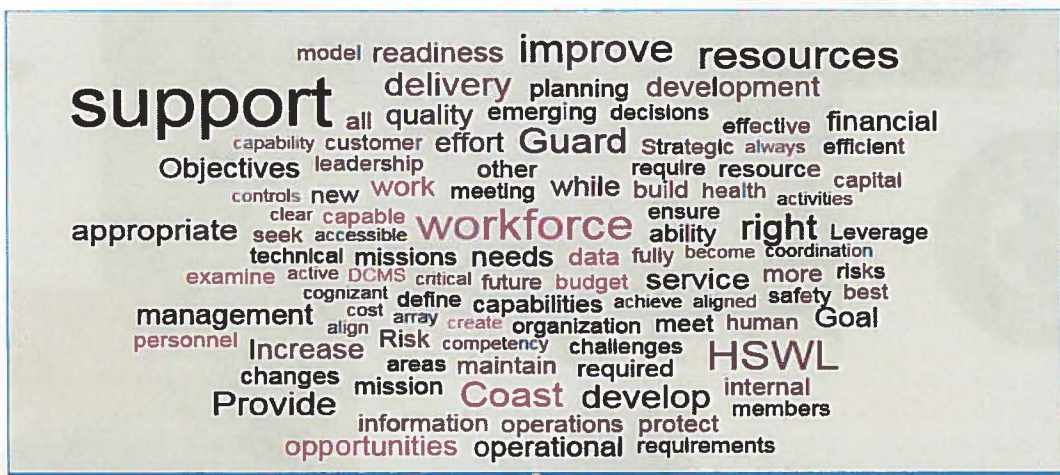 model readiness improve resources
support delivery planning development
all quality emerging decisions effective financial
capability customer effort Guard Strategic always efficient
Objectives leadership other require resource
controls new work meeting while build health activities capital
appropriate clear capable workforce ensure right Leverage
seek accessible ability
technical missions needs data fully become coordination
examine active DCMS critical future budget service more risks
cognizant define capabilities achieve aligned safety best
management cost array create organization meet human Goal
align
personnel Increase Risk competency challenges HSWL
areas maintain required
changes mission Coast develop internal
Provide members
information operations protect
opportunities operational requirements